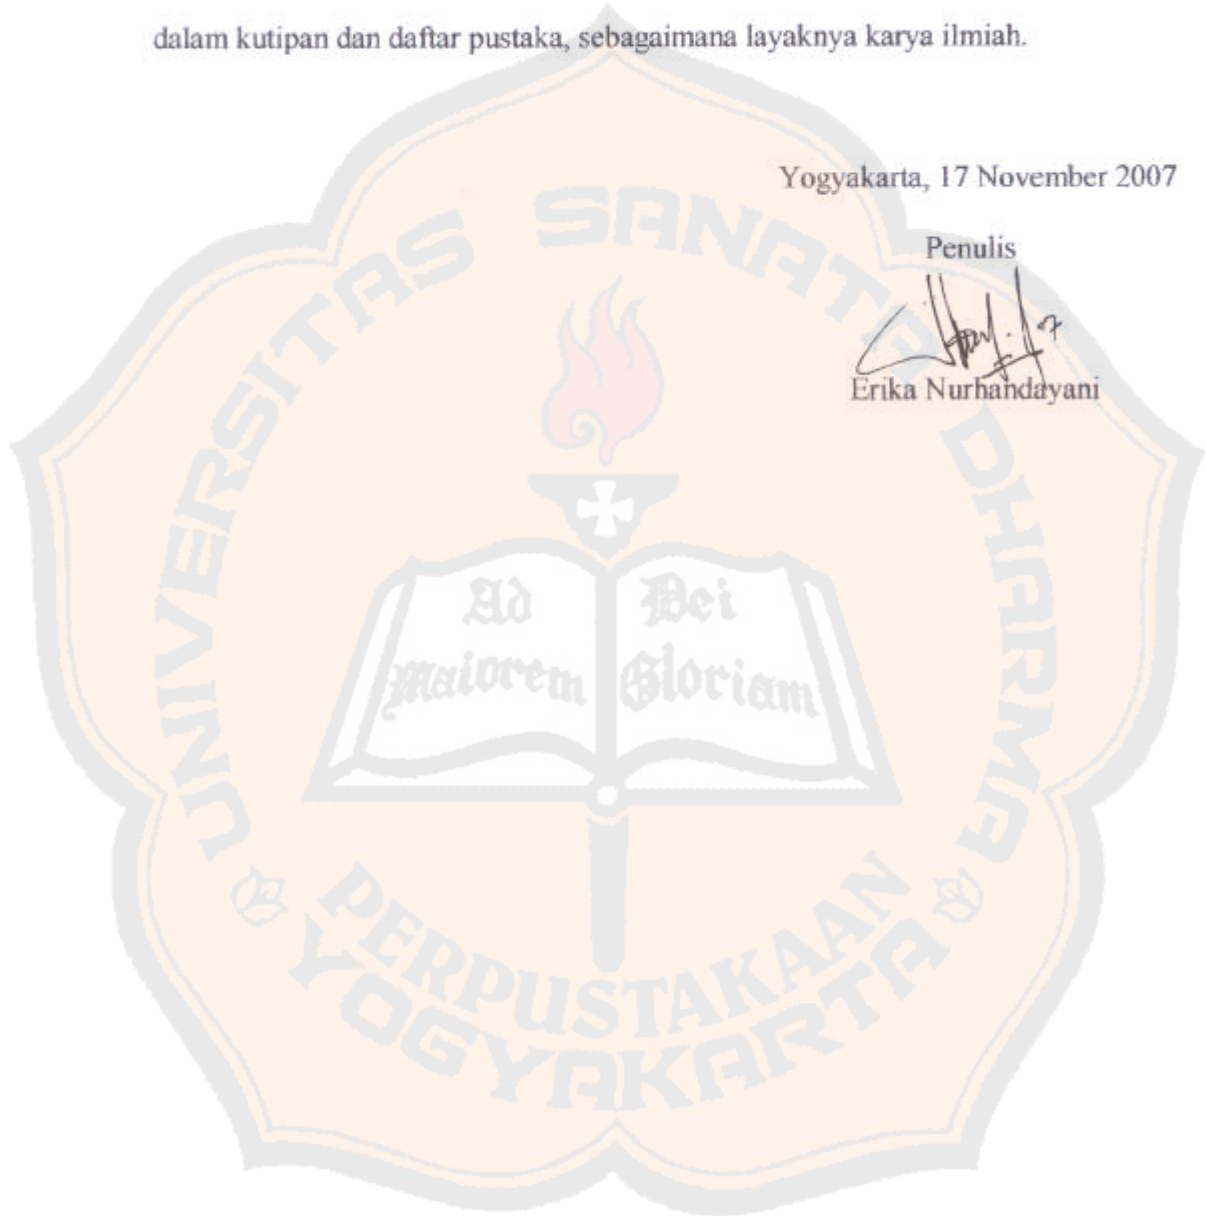 dalam kutipan dan daftar pustaka, sebagaimana layaknya karya ilmiah.
Yogyakarta, 17 November 2007
Penulis
Erika Nurhandayani
UNIVERSITAS SANATA DHARMA
Ad Dei
maiorem Gloriam
PERPUSTAKAAN
YOGYAKARTA